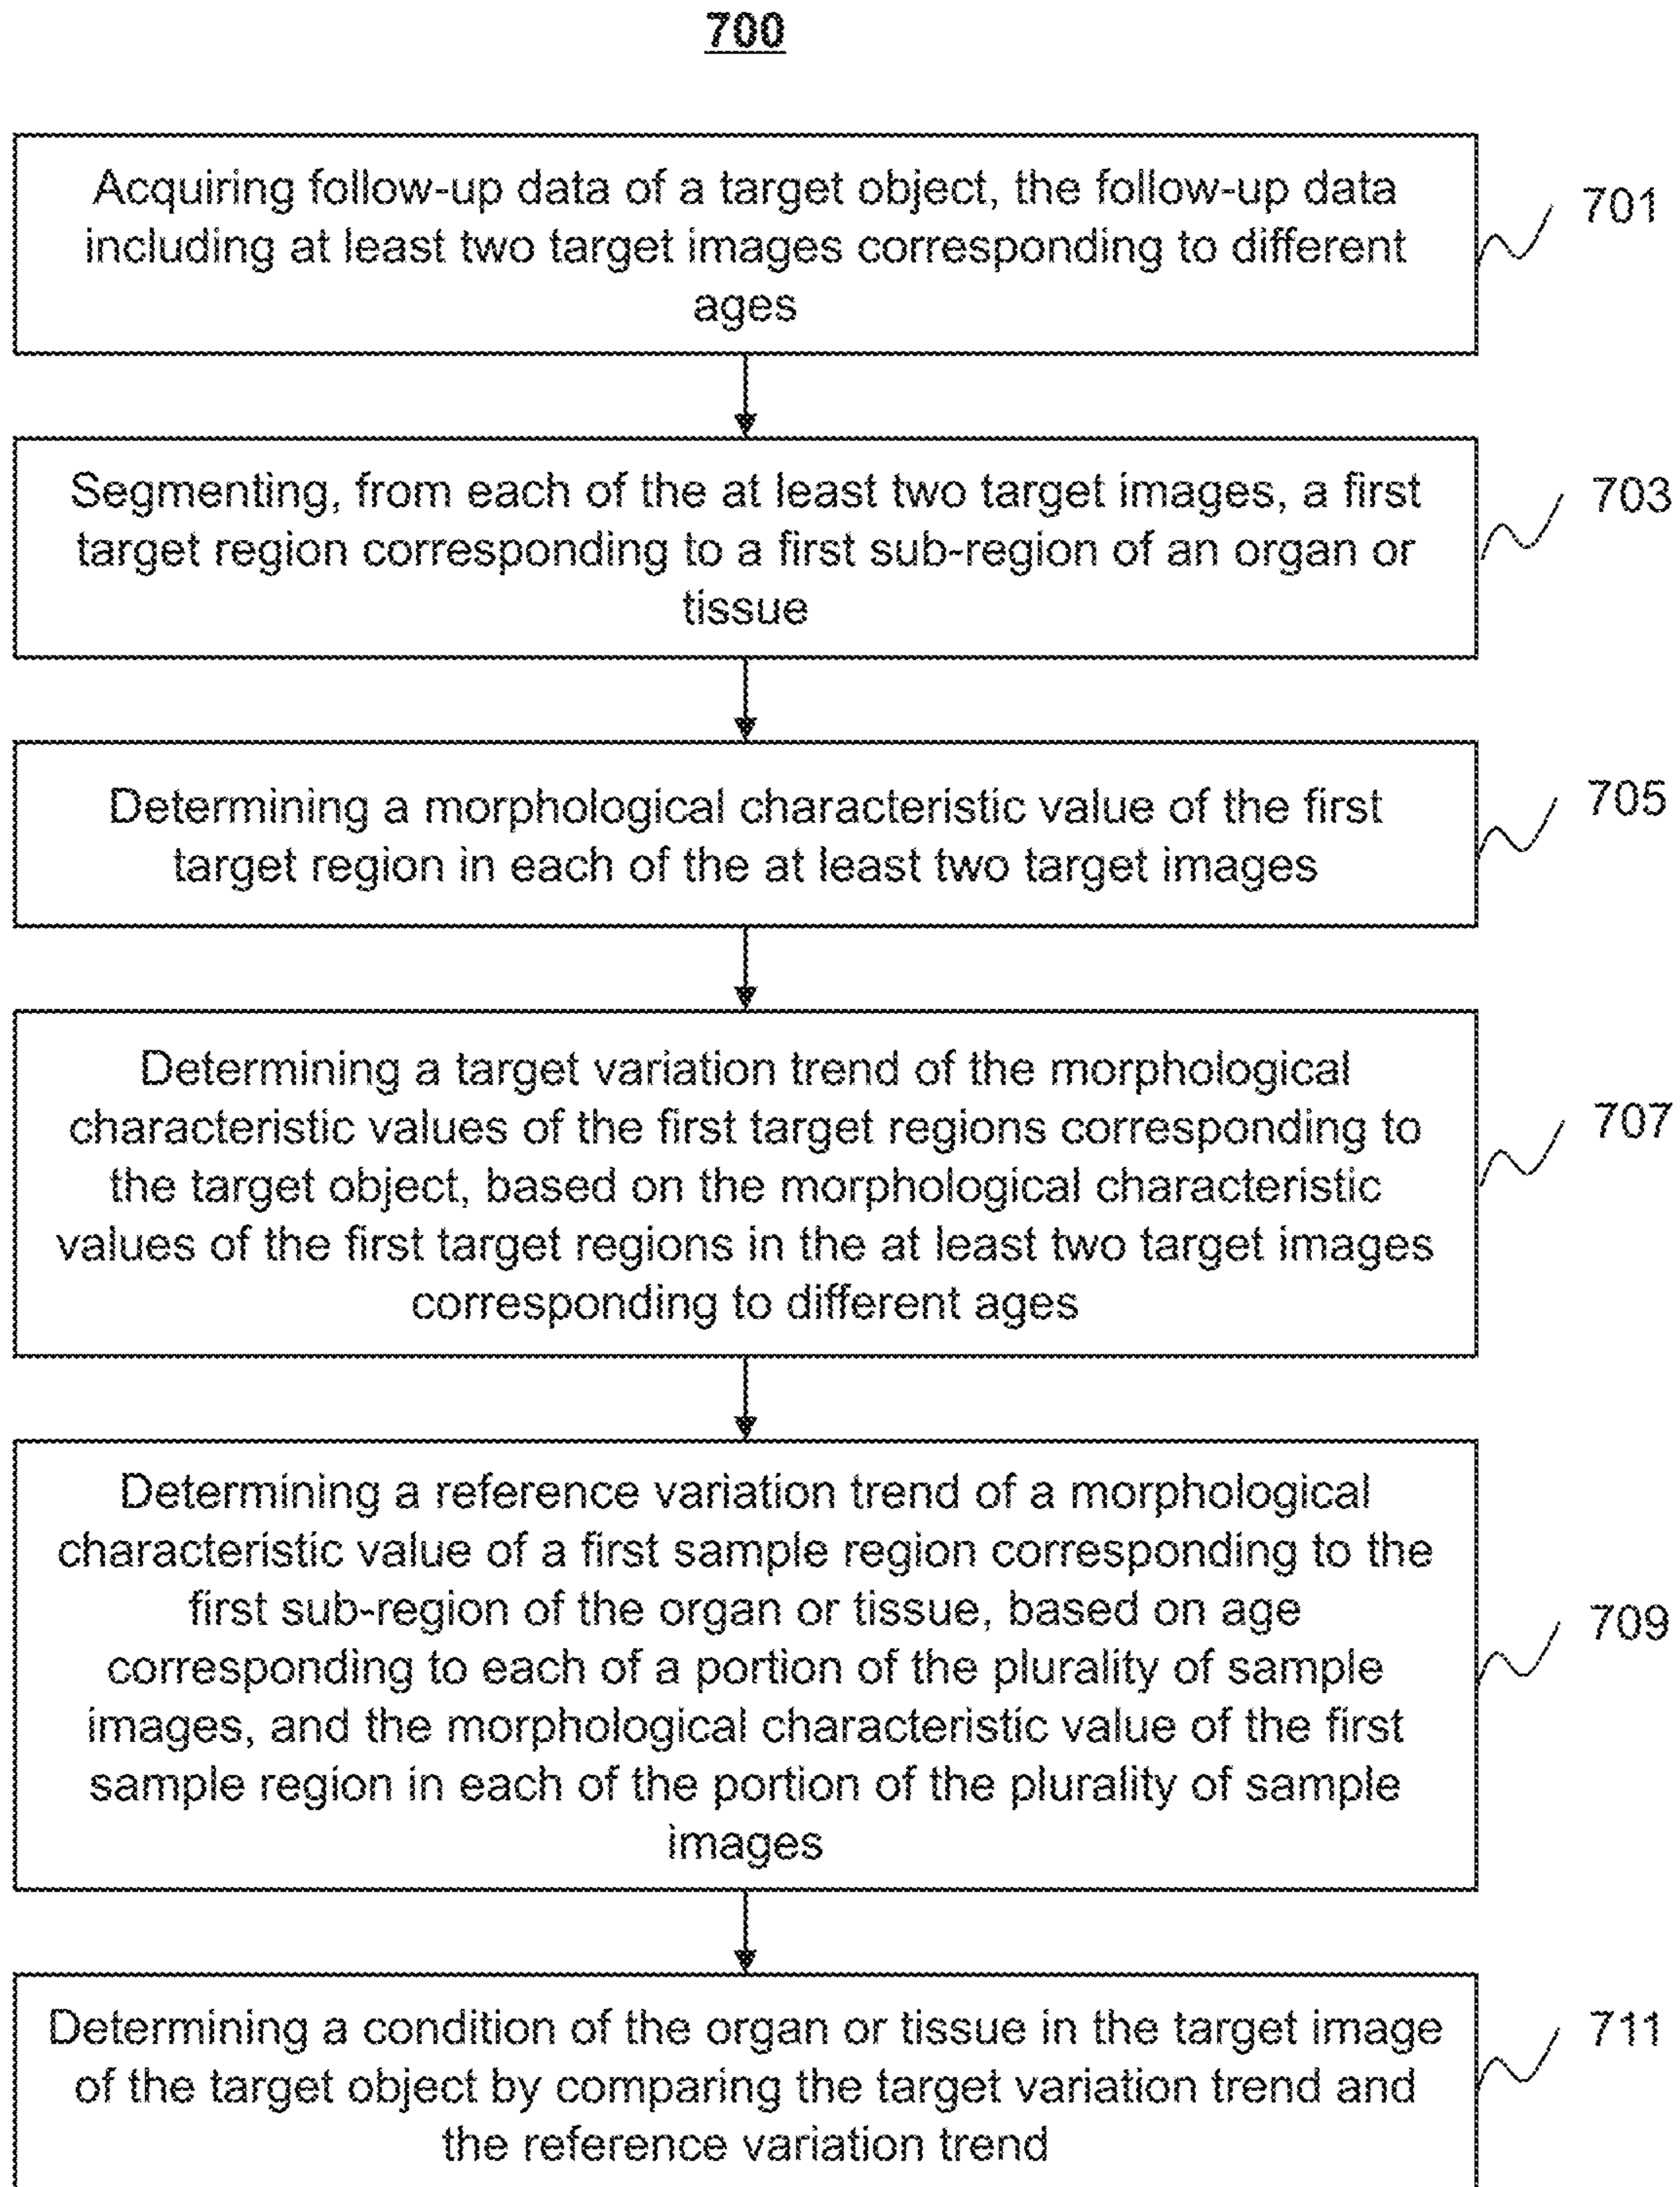 700
Acquiring follow-up data of a target object, the follow-up data
including at least two target images corresponding to different
ages
701
Segmenting, from each of the at least two target images, a first
target region corresponding to a first sub-region of an organ or
tissue
703
Determining a morphological characteristic value of the first
target region in each of the at least two target images
705
Determining a target variation trend of the morphological
characteristic values of the first target regions corresponding to
the target object, based on the morphological characteristic
values of the first target regions in the at least two target images
corresponding to different ages
707
Determining a reference variation trend of a morphological
characteristic value of a first sample region corresponding to the
first sub-region of the organ or tissue, based on age
corresponding to each of a portion of the plurality of sample
images, and the morphological characteristic value of the first
sample region in each of the portion of the plurality of sample
images
709
Determining a condition of the organ or tissue in the target image
of the target object by comparing the target variation trend and
the reference variation trend
711